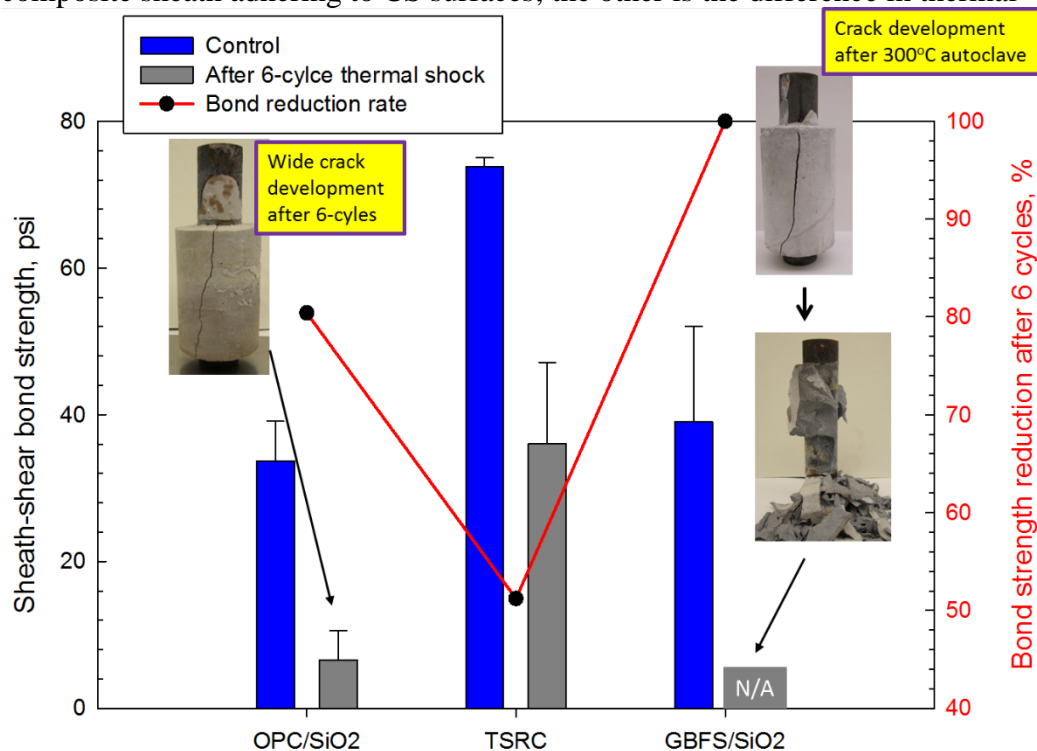 composite sheath adhering to CS surfaces; the other is the difference in thermal
Control
After 6-cylce thermal shock
Bond reduction rate
Crack development
after 300°C autoclave
Wide crack
development
after 6-cyles
Sheath-shear bond strength, psi
80
60
40
20
0
Bond strength reduction after 6 cycles, %
100
90
80
70
60
50
40
N/A
OPC/SiO2
TSRC
GBFS/SiO2